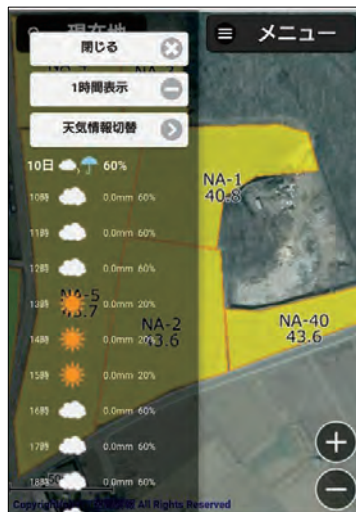 現在地
メニュー
閉じる
1時間表示
天気情報切替
10日 60%
10時 0.0mm 60%
11時 0.0mm 60%
12時 0.0mm 60%
13時 0.0mm 20%
14時 0.0mm 20%
15時 0.0mm 20%
16時 0.0mm 60%
17時 0.0mm 60%
18時 0.0mm 60%
NA-1
40.8
NA-5
NA-2
43.6
NA-40
43.6
All Rights Reserved